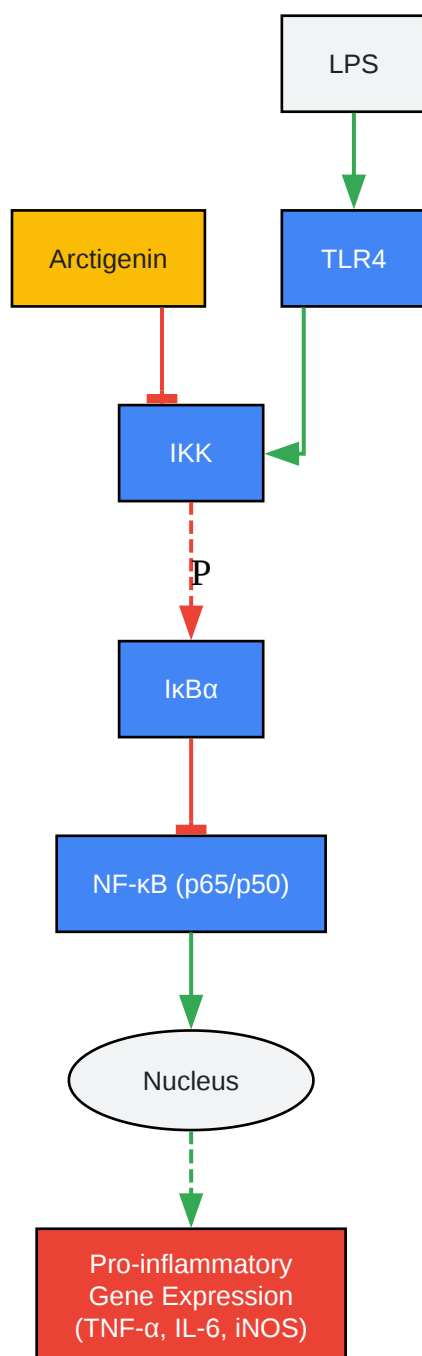 LPS
Arctigenin
TLR4
IKK
P
IκBα
NF-κB (p65/p50)
Nucleus
Pro-inflammatory
Gene Expression
(TNF-α, IL-6, iNOS)